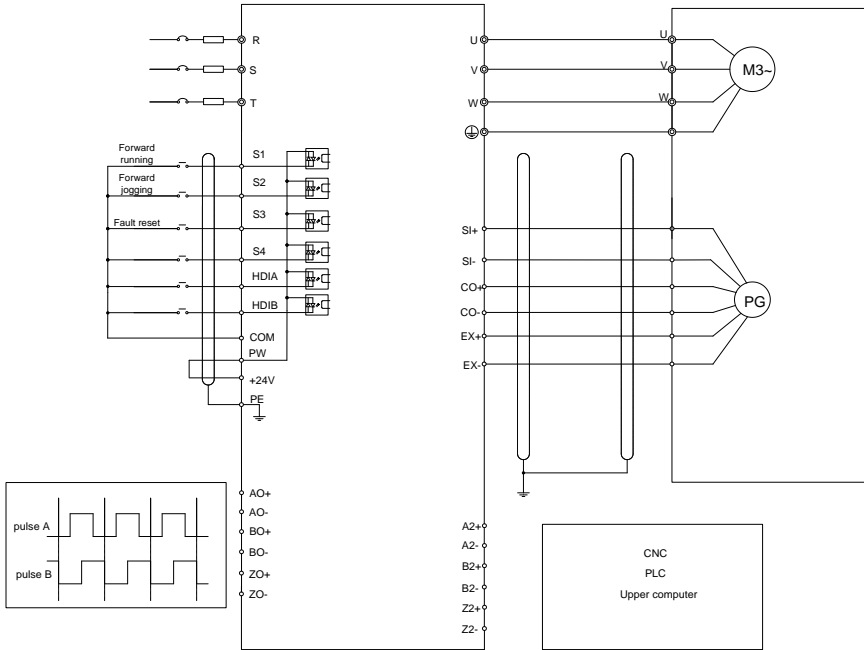 R
S
T
U
V
W
U
V
W
M3~
Forward
running
Forward
jogging
Fault reset
S1
S2
S3
S4
HDIA
HDIB
COM
PW
+24V
PE
SI+
SI-
CO+
CO-
EX+
EX-
PG
pulse A
pulse B
AO+
AO-
BO+
BO-
ZO+
ZO-
A2+
A2-
B2+
B2-
Z2+
Z2-
CNC
PLC
Upper computer